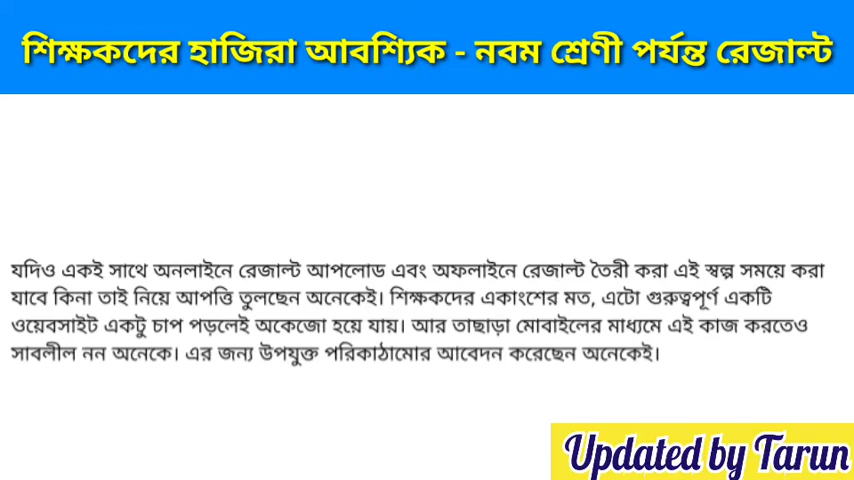 শিক্ষকদের হাজিরা আবশ্যিক - নবম শ্রেণী পর্যন্ত রেজাল্ট
যদিও একই সাথে অনলাইনে রেজাল্ট আপলোড এবং অফলাইনে রেজাল্ট তৈরী করা এই স্বল্প সময়ে করা
যাবে কিনা তাই নিয়ে আপত্তি তুলছেন অনেকেই। শিক্ষকদের একাংশের মত, এটো গুরুত্বপূর্ণ একটি
ওয়েবসাইট একটু চাপ পড়লেই অকেজো হয়ে যায়। আর তাছাড়া মোবাইলের মাধ্যমে এই কাজ করতেও
সাবলীল নন অনেকে। এর জন্য উপযুক্ত পরিকাঠামোর আবেদন করেছেন অনেকেই।
Updated by Tarun